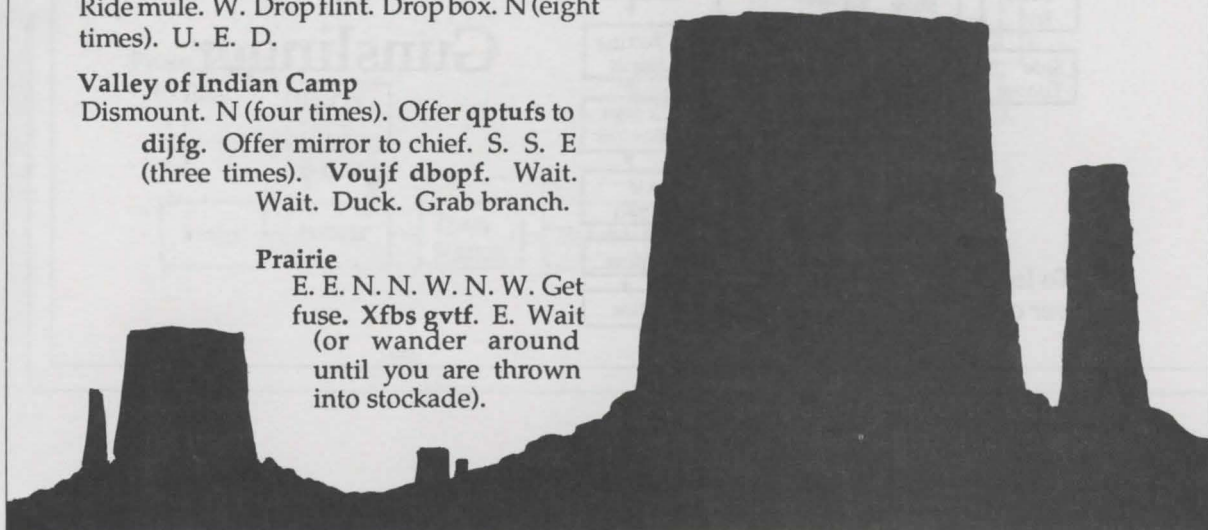 Ride mule. W. Drop flint. Drop box. N (eight
times). U. E. D.
Valley of Indian Camp
Dismount. N (four times). Offer qptufs to
dijfg. Offer mirror to chief. S. S. E
(three times). Voujf dbopf. Wait.
Wait. Duck. Grab branch.
Prairie
E. E. N. N. W. N. W. Get
fuse. Xfbs gvtf. E. Wait
(or wander around
until you are thrown
into stockade).